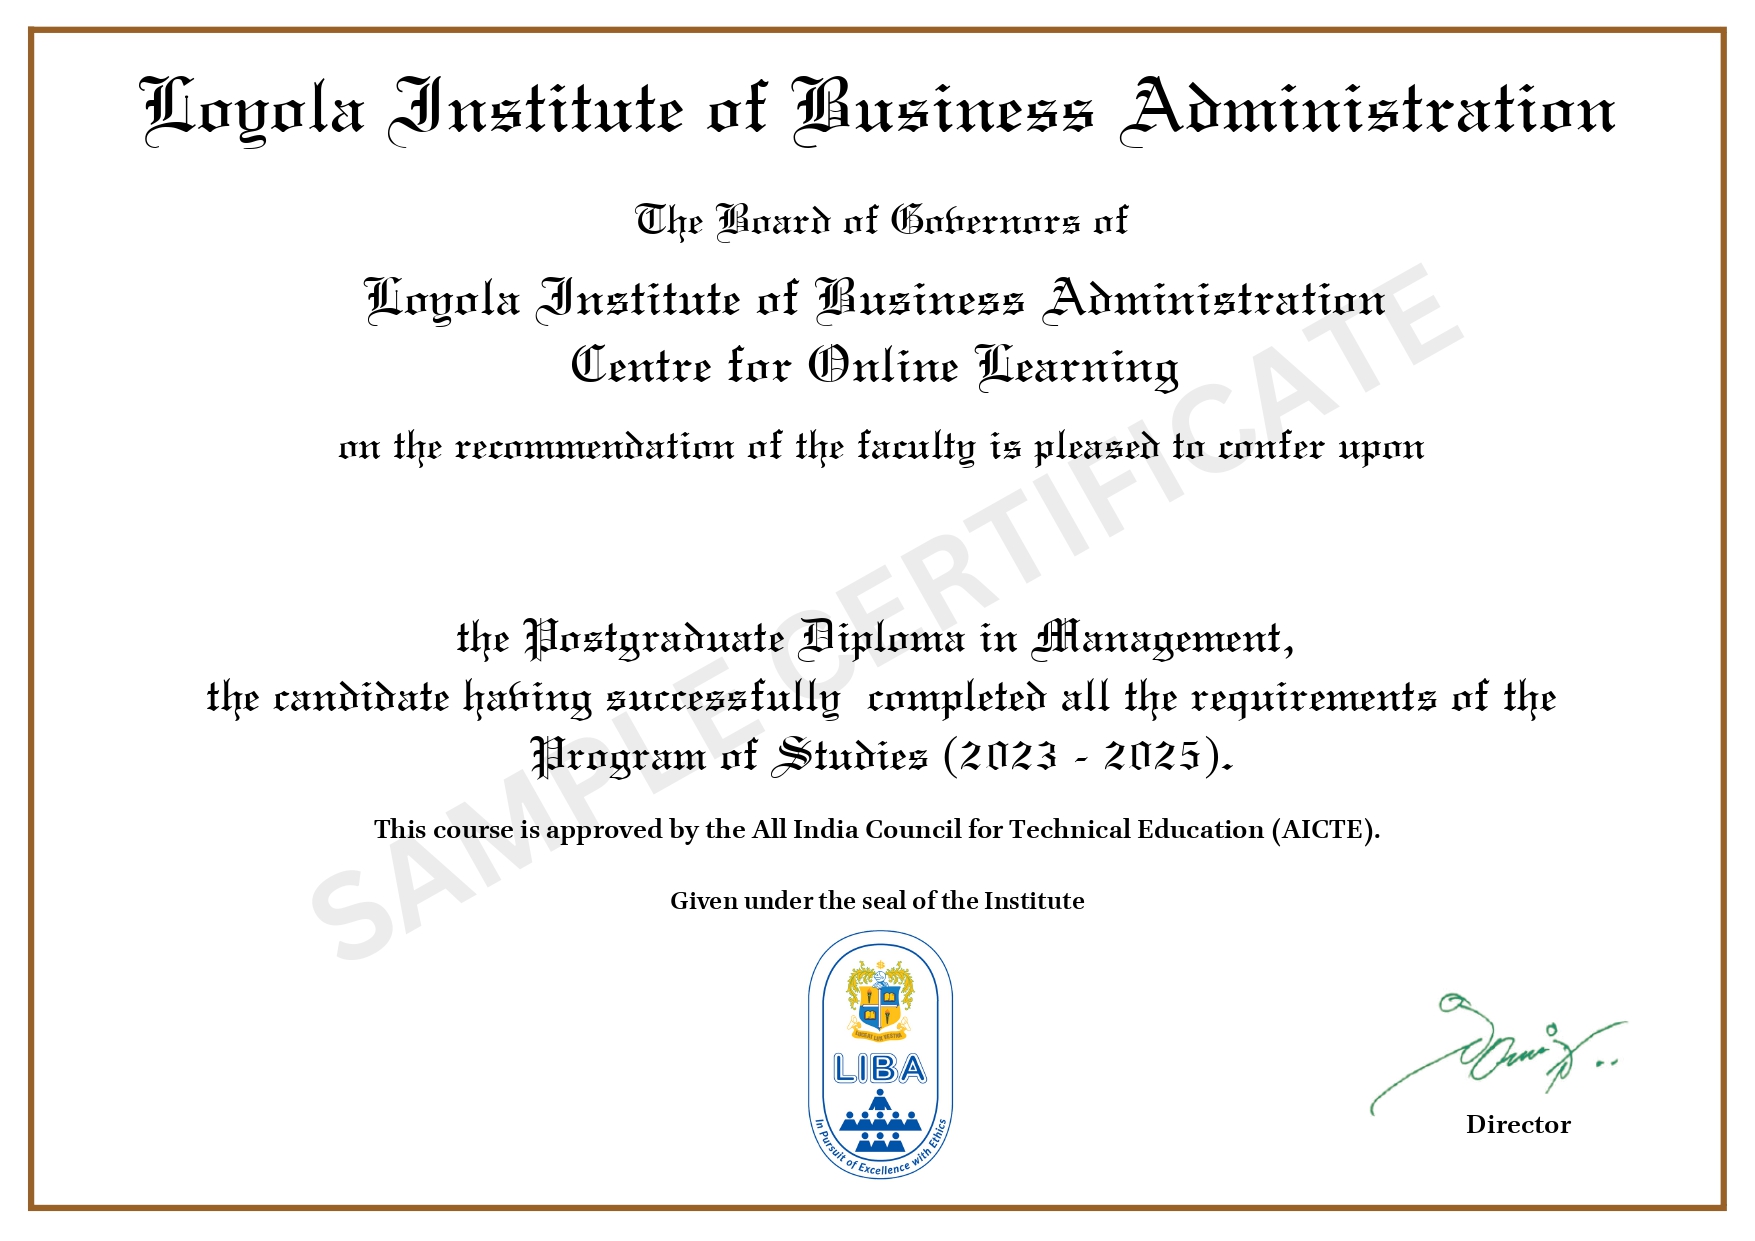 Loyola Institute of Business Administration
The Board of Governors of
Loyola Institute of Business Administration
Centre for Online Learning
on the recommendation of the faculty is pleased to confer upon
SAMPLE CERTIFICATE
the Postgraduate Diploma in Management,
the candidate having successfully completed all the requirements of the
Program of Studies (2023 - 2025).
This course is approved by the All India Council for Technical Education (AICTE).
Given under the seal of the Institute
LIBA
In Pursuit of Excellence with Ethics
Director